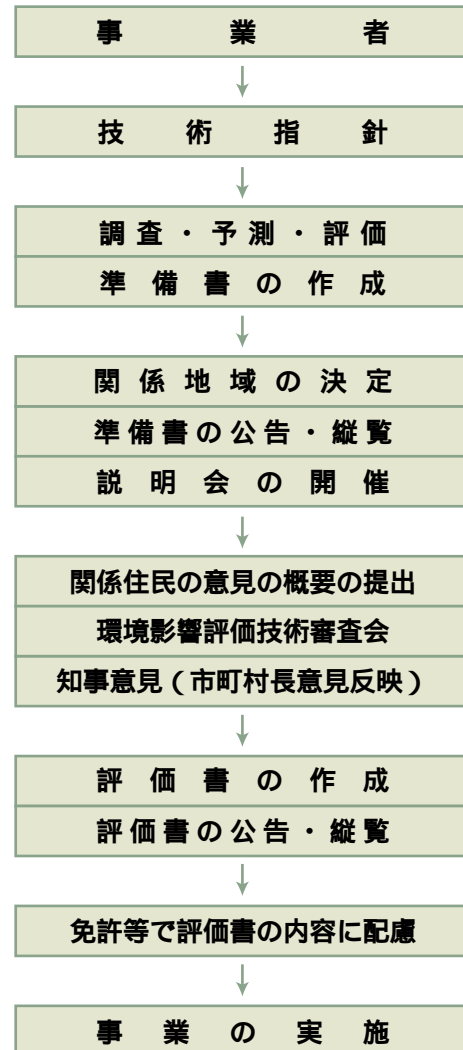 事業者
技術指針
調査・予測・評価
準備書の作成
関係地域の決定
準備書の公告・縦覧
説明会の開催
関係住民の意見の概要の提出
環境影響評価技術審査会
知事意見（市町村長意見反映）
評価書の作成
評価書の公告・縦覧
免許等で評価書の内容に配慮
事業の実施